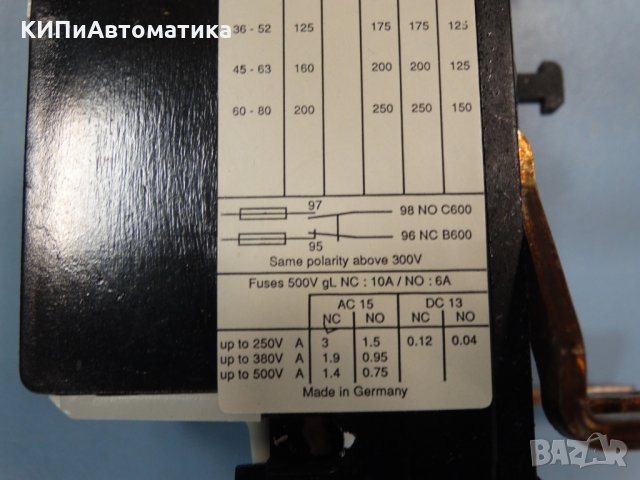 КИПиАвтоматика
36 - 52 125 175 175 125
45 - 63 160 200 200 125
60 - 80 200 250 250 150
97
98 NO C600
96 NC B600
95
Same polarity above 300V
Fuses 500V gL NC : 10A / NO : 6A
AC 15 DC 13
NC NO NC NO
up to 250V A 3 1.5 0.12 0.04
up to 380V A 1.9 0.95
up to 500V A 1.4 0.75
Made in Germany
BAZAR